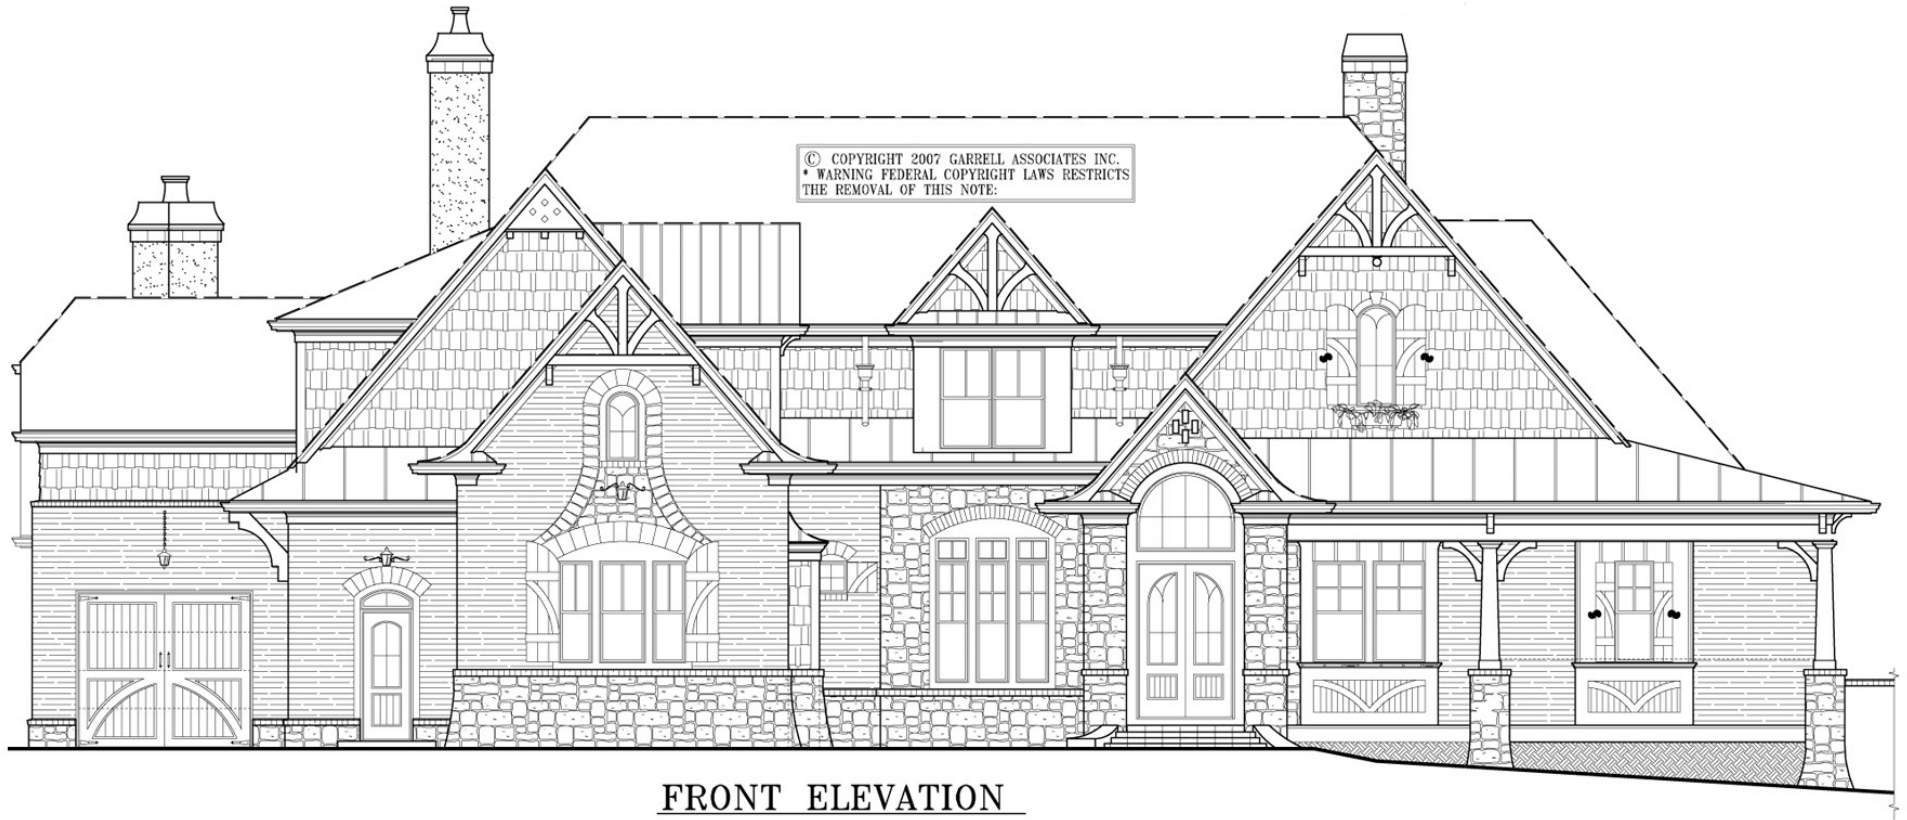 © COPYRIGHT 2007 GARRELL ASSOCIATES INC.
* WARNING FEDERAL COPYRIGHT LAWS RESTRICTS
THE REMOVAL OF THIS NOTE:
FRONT ELEVATION